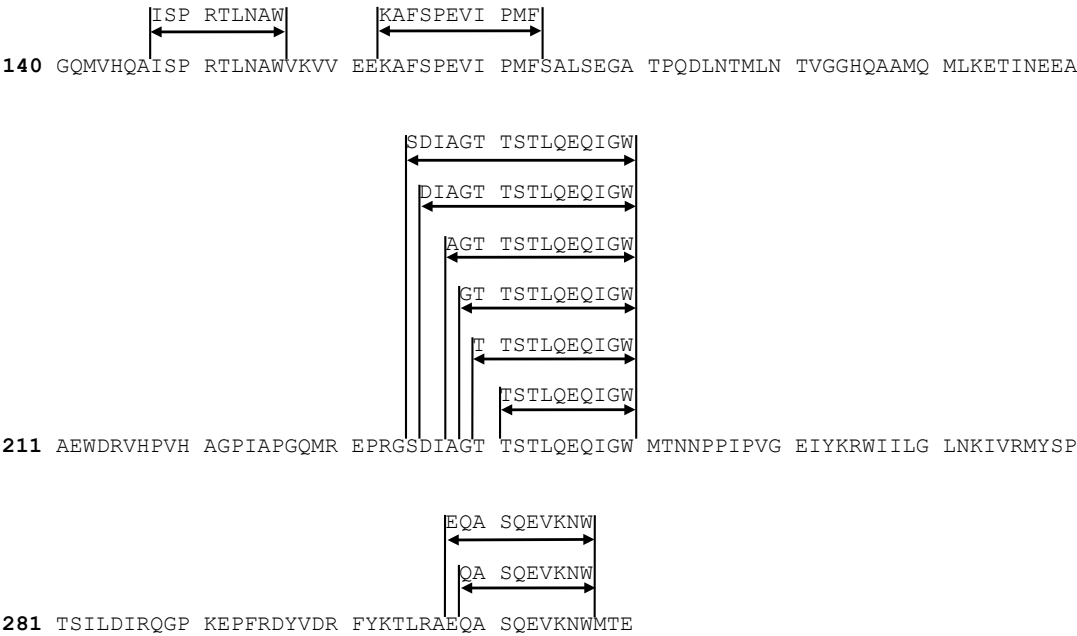 ISP RTLNAW KAFSPEVI PMF
140 GQMVHQAISP RTLNAWVKVV EEKAFSPEVI PMFSALSEGA TPQDLNTMLN TVGGHQAAMQ MLKETINEEA
SDIAGT TSTLQEQIGW
DIAGT TSTLQEQIGW
AGT TSTLQEQIGW
GT TSTLQEQIGW
T TSTLQEQIGW
TSTLQEQIGW
211 AEWDRVHPVH AGPIAPGQMR EPRGSDIAGT TSTLQEQIGW MTNNPPIPVG EIYKRWIILG LNKIVRMYSP
EQA SQEVKNW
QA SQEVKNW
281 TSILDIRQGP KEPFRDYVDR FYKTLRAEQA SQEVKNWMTE